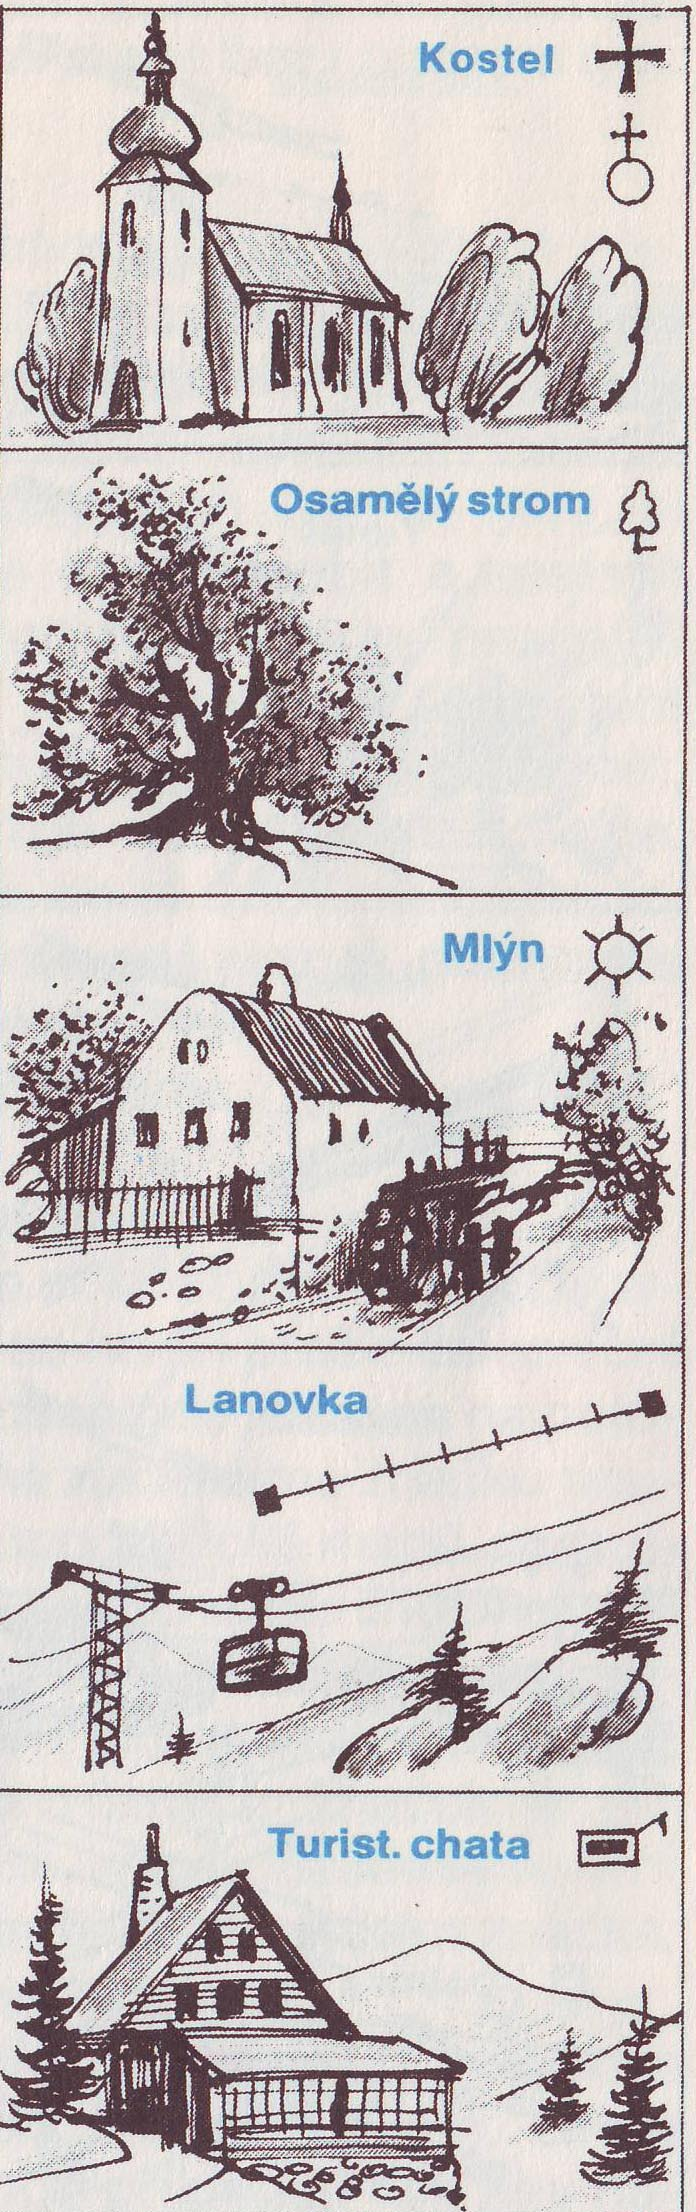 Kostel
Osamělý strom
Mlýn
Lanovka
Turist. chata